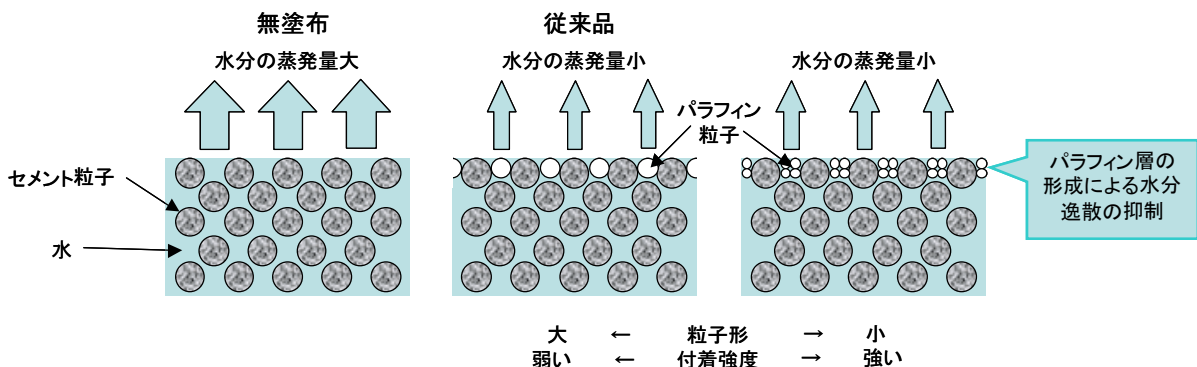 無塗布
水分の蒸発量大
従来品
水分の蒸発量小
水分の蒸発量小
パラフィン
粒子
セメント粒子
水
パラフィン層の
形成による水分
逸散の抑制
大 ← 粒子形 → 小
弱い ← 付着強度 → 強い